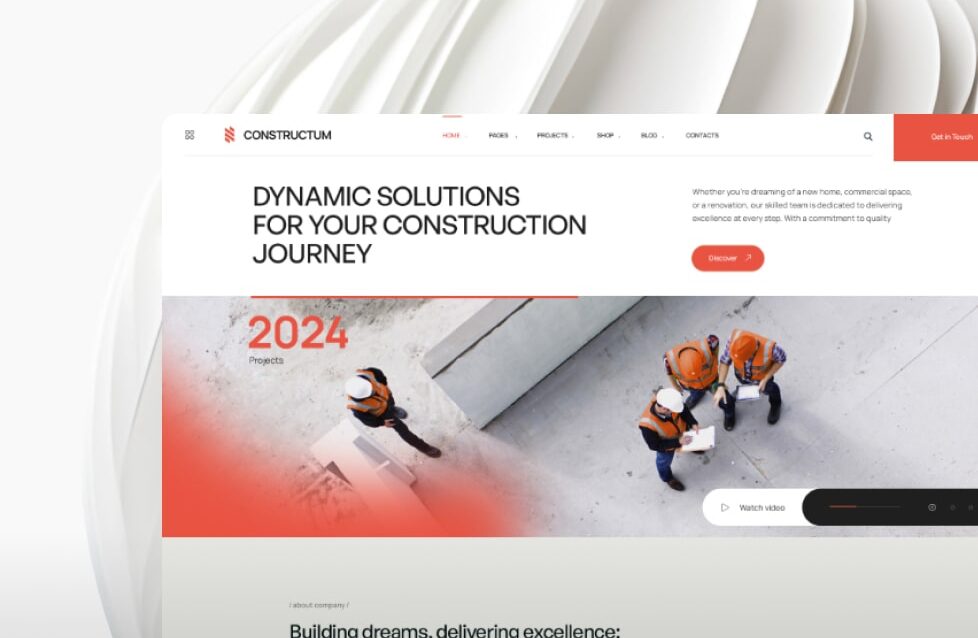 CONSTRUCTUM
HOME PAGES PROJECTS SHOP BLOG CONTACTS
Get in Touch
DYNAMIC SOLUTIONS
FOR YOUR CONSTRUCTION
JOURNEY
Whether you're dreaming of a new home, commercial space,
or a renovation, our skilled team is dedicated to delivering
excellence at every step. With a commitment to quality
Discover
2024
Projects
Watch video
/ about company /
Building dreams, delivering excellence: